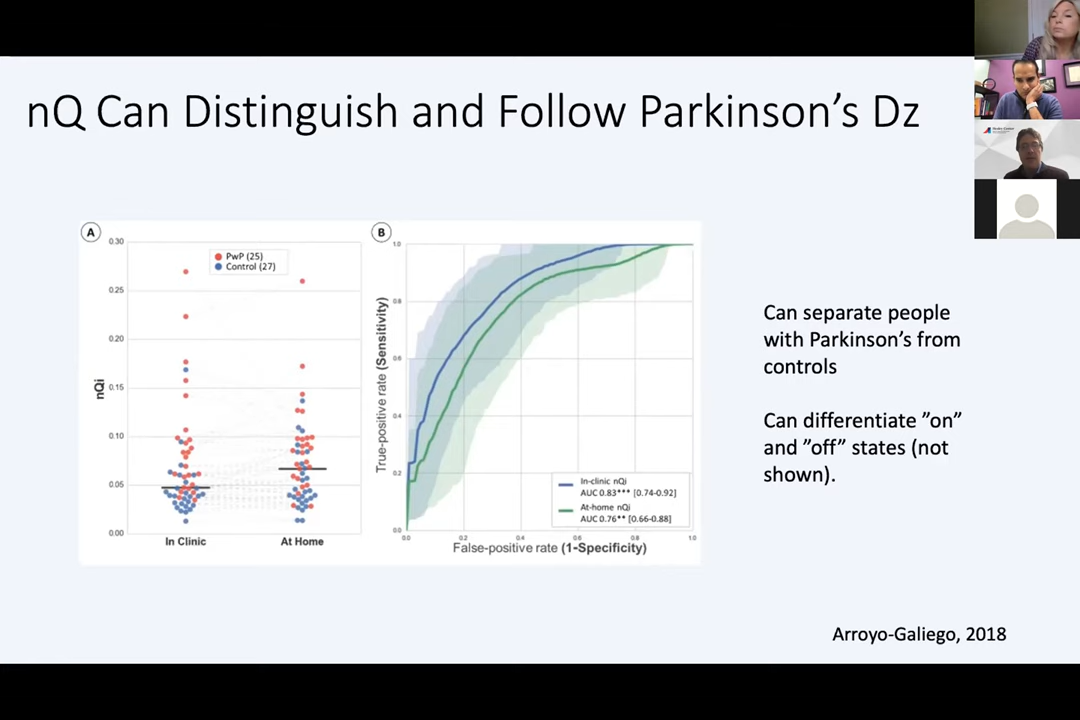 nQ Can Distinguish and Follow Parkinson's Dz
A
B
0.30
0.25
0.20
0.15
0.10
0.05
0.00
nQi
PwP (25)
Control (27)
In Clinic
At Home
1.0
0.8
0.6
0.4
0.2
0.0
True-positive rate (Sensitivity)
In-clinic nQi
AUC 0.83*** [0.74-0.92]
At-home nQi
AUC 0.76** [0.66-0.88]
0.0
0.2
0.4
0.6
0.8
1.0
False-positive rate (1-Specificity)
Can separate people
with Parkinson's from
controls
Can differentiate ”on”
and ”off” states (not
shown).
Arroyo-Galiego, 2018